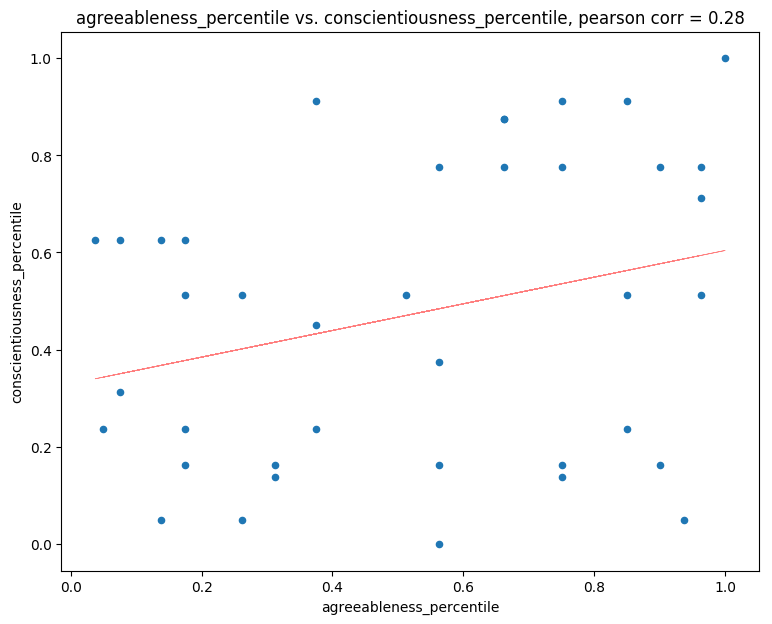 agreeableness_percentile vs. conscientiousness_percentile, pearson corr = 0.28
1.0
0.8
0.6
0.4
0.2
0.0
conscientiousness_percentile
0.0 0.2 0.4 0.6 0.8 1.0
agreeableness_percentile